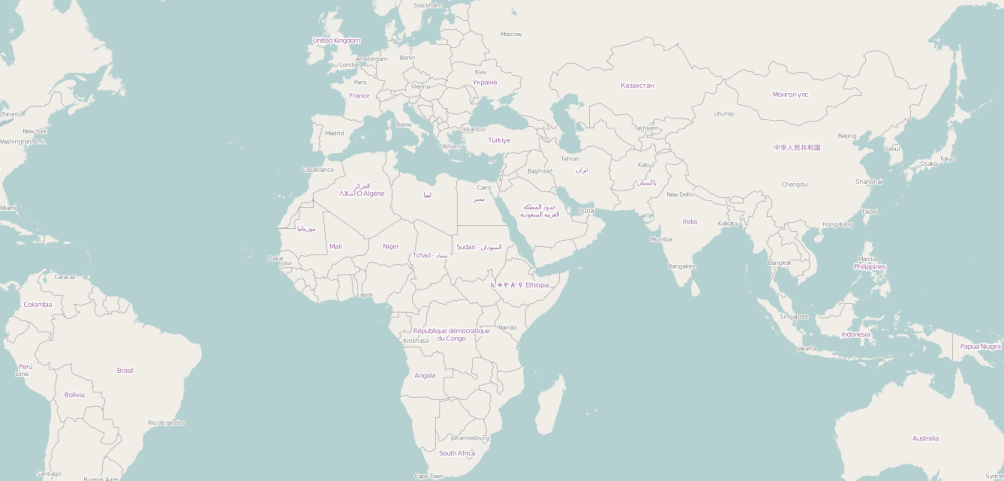 Stockholm
Moscow
United Kingdom
Amsterdam
Berlin
London
Kiev
Paris
Vienna
Україна
Казахстан
France
Монгол улс
Toronto
New York
Urumqi
Rome
Istanbul
Tashkent
Madrid
Beijing
Washington D.C.
Athens
Türkiye
中华人民共和国
Seoul
Tokyo
Tehran
Kabul
Osaka
Casablanca
Baghdad
ایران
Shanghai
پاکستان
Chengdu
الجزائر
Algérie
ليبيا
Cairo
مصر
New Delhi
Miami
حدود المملكة
العربية السعودية
Dubai
Taipei
India
Kolkata
Hong Kong
موريتانيا
Mumbai
Mali
Niger
Sudan - السودان
Tchad - تشاد
Dakar
Manila
Bangkok
Philippines
Bangalore
Caracas
Ethiopia
Lagos
Colombia
Singapore
République démocratique
du Congo
Nairobi
Kinshasa
Indonesia
Papua Niugini
Jakarta
Perú
Lima
Brasil
Angola
Bolivia
Rio de Janeiro
Johannesburg
Australia
South Africa
Santiago
Cape Town
Buenos Aires
Sydney